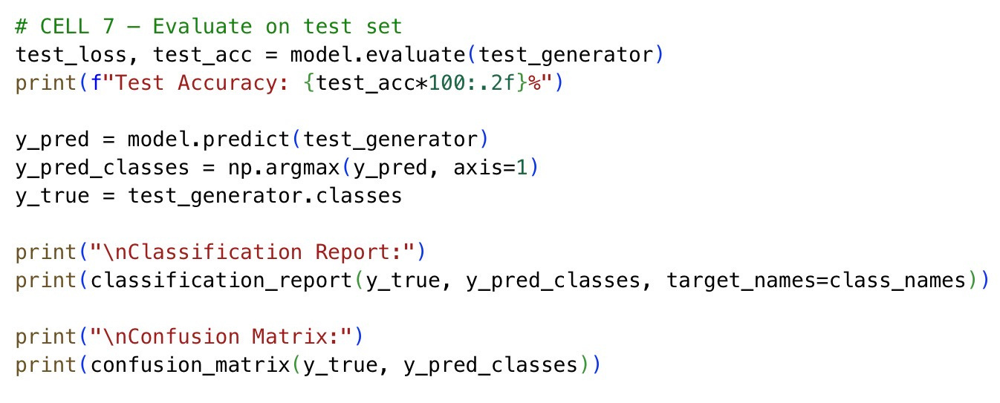 # CELL 7 – Evaluate on test set
test_loss, test_acc = model.evaluate(test_generator)
print(f"Test Accuracy: {test_acc*100:.2f}%")
y_pred = model.predict(test_generator)
y_pred_classes = np.argmax(y_pred, axis=1)
y_true = test_generator.classes
print("\nClassification Report:")
print(classification_report(y_true, y_pred_classes, target_names=class_names))
print("\nConfusion Matrix:")
print(confusion_matrix(y_true, y_pred_classes))